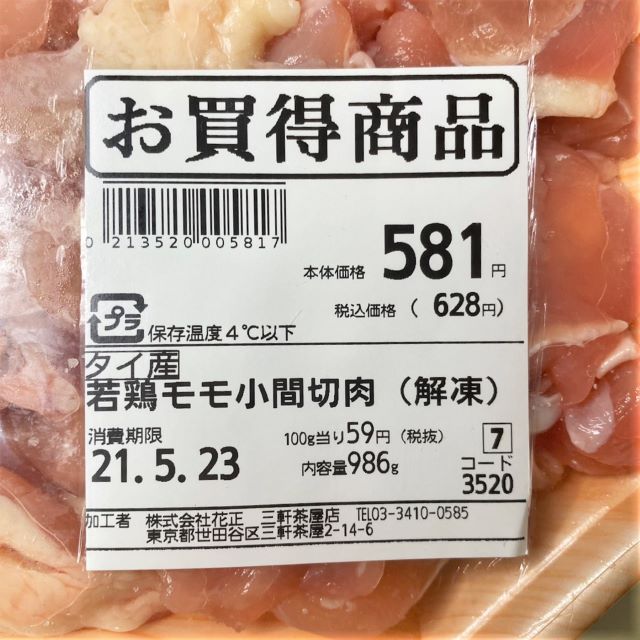 お買得商品
0 213520 005817
本体価格 581円
税込価格 ( 628円)
プラ 保存温度4℃以下
タイ産
若鶏モモ小間切肉(解凍)
消費期限 100g当り59円(税抜) 7
21.5.23 内容量986g コード
3520
加工者 株式会社花正 三軒茶屋店 TEL03-3410-0585
東京都世田谷区三軒茶屋2-14-6